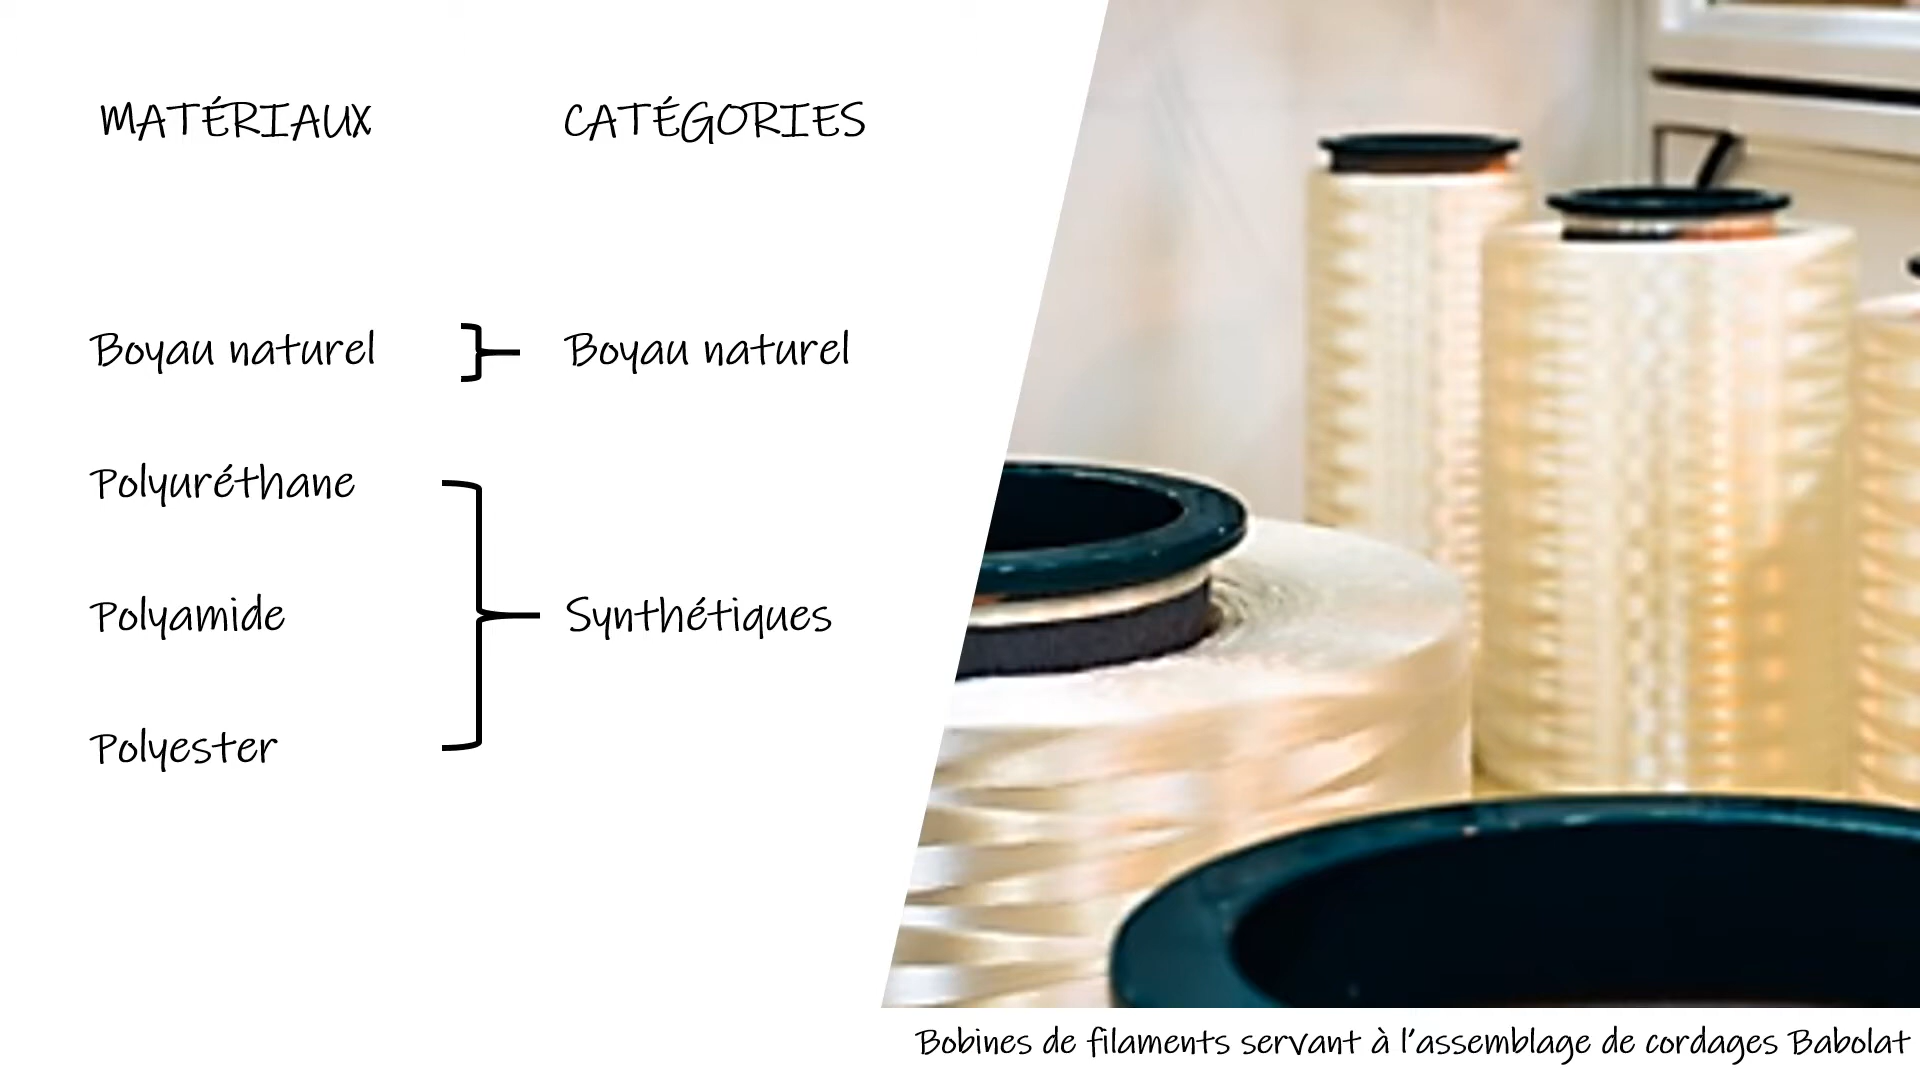 MATÉRIAUX
CATÉGORIES
Boyau naturel
Boyau naturel
Polyuréthane
Polyamide
Synthétiques
Polyester
Bobines de filaments servant à l'assemblage de cordages Babolat